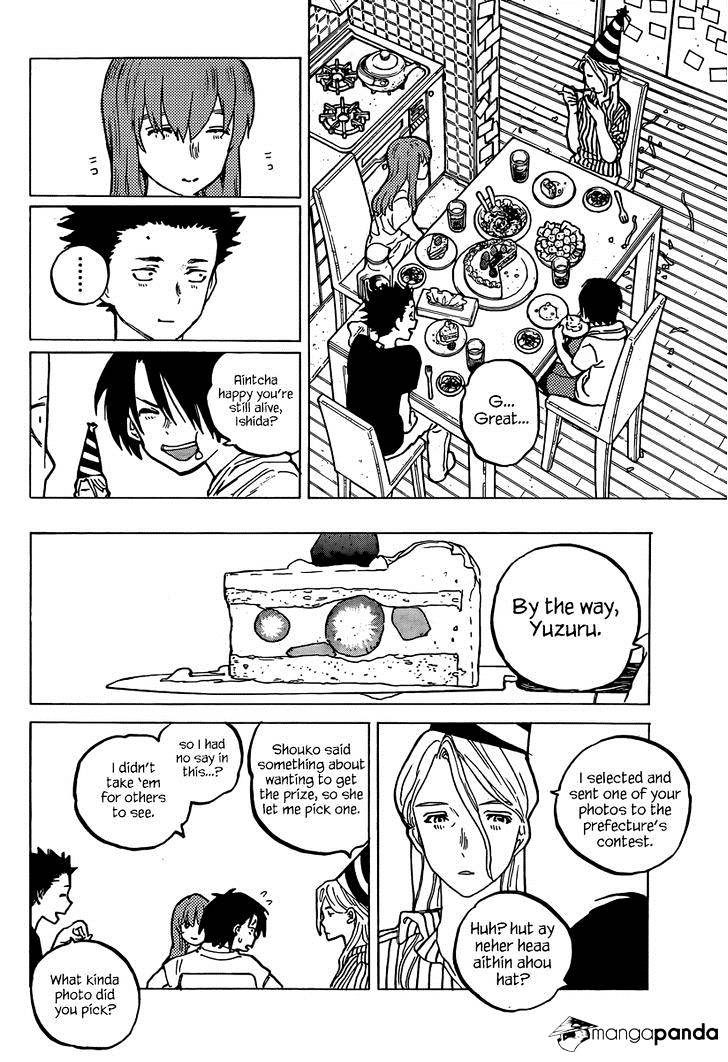 G...
Great...
.....
Aintcha
happy you're
still alive,
Ishida?
By the way,
Yuzuru.
I selected and
sent one of your
photos to the
prefecture's
contest.
Huh? hut ay
neher heaa
aithin ahou
hat?
Shouko said
something about
wanting to get
the prize, so she
let me pick one.
so I had
no say in
this...?
I didn't
take 'em
for others
to see.
What kinda
photo did
you pick?
mangapanda